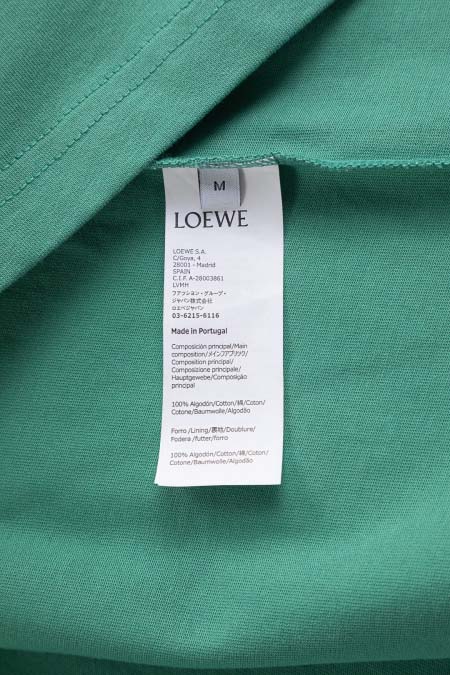 M
LOEWE
LOEWE S.A.
C/Goya, 4
28001 - Madrid
SPAIN
C.I.F. A-28003861
LVMH
ファッション・グループ・
ジャパン株式会社
ロエベジャパン
03-6215-6116
Made in Portugal
Composición principal/Main
composition/メインファブリック/
Composition principal/
Composizione principale/
Hauptgewebe/Composição
principal
100% Algodón/Cotton/綿/Coton/
Cotone/Baumwolle/Algodão
Forro/Lining/裏地/Doublure/
Fodera/futter/forro
100% Algodón/Cotton/綿/Coton/
Cotone/Baumwolle/Algodão